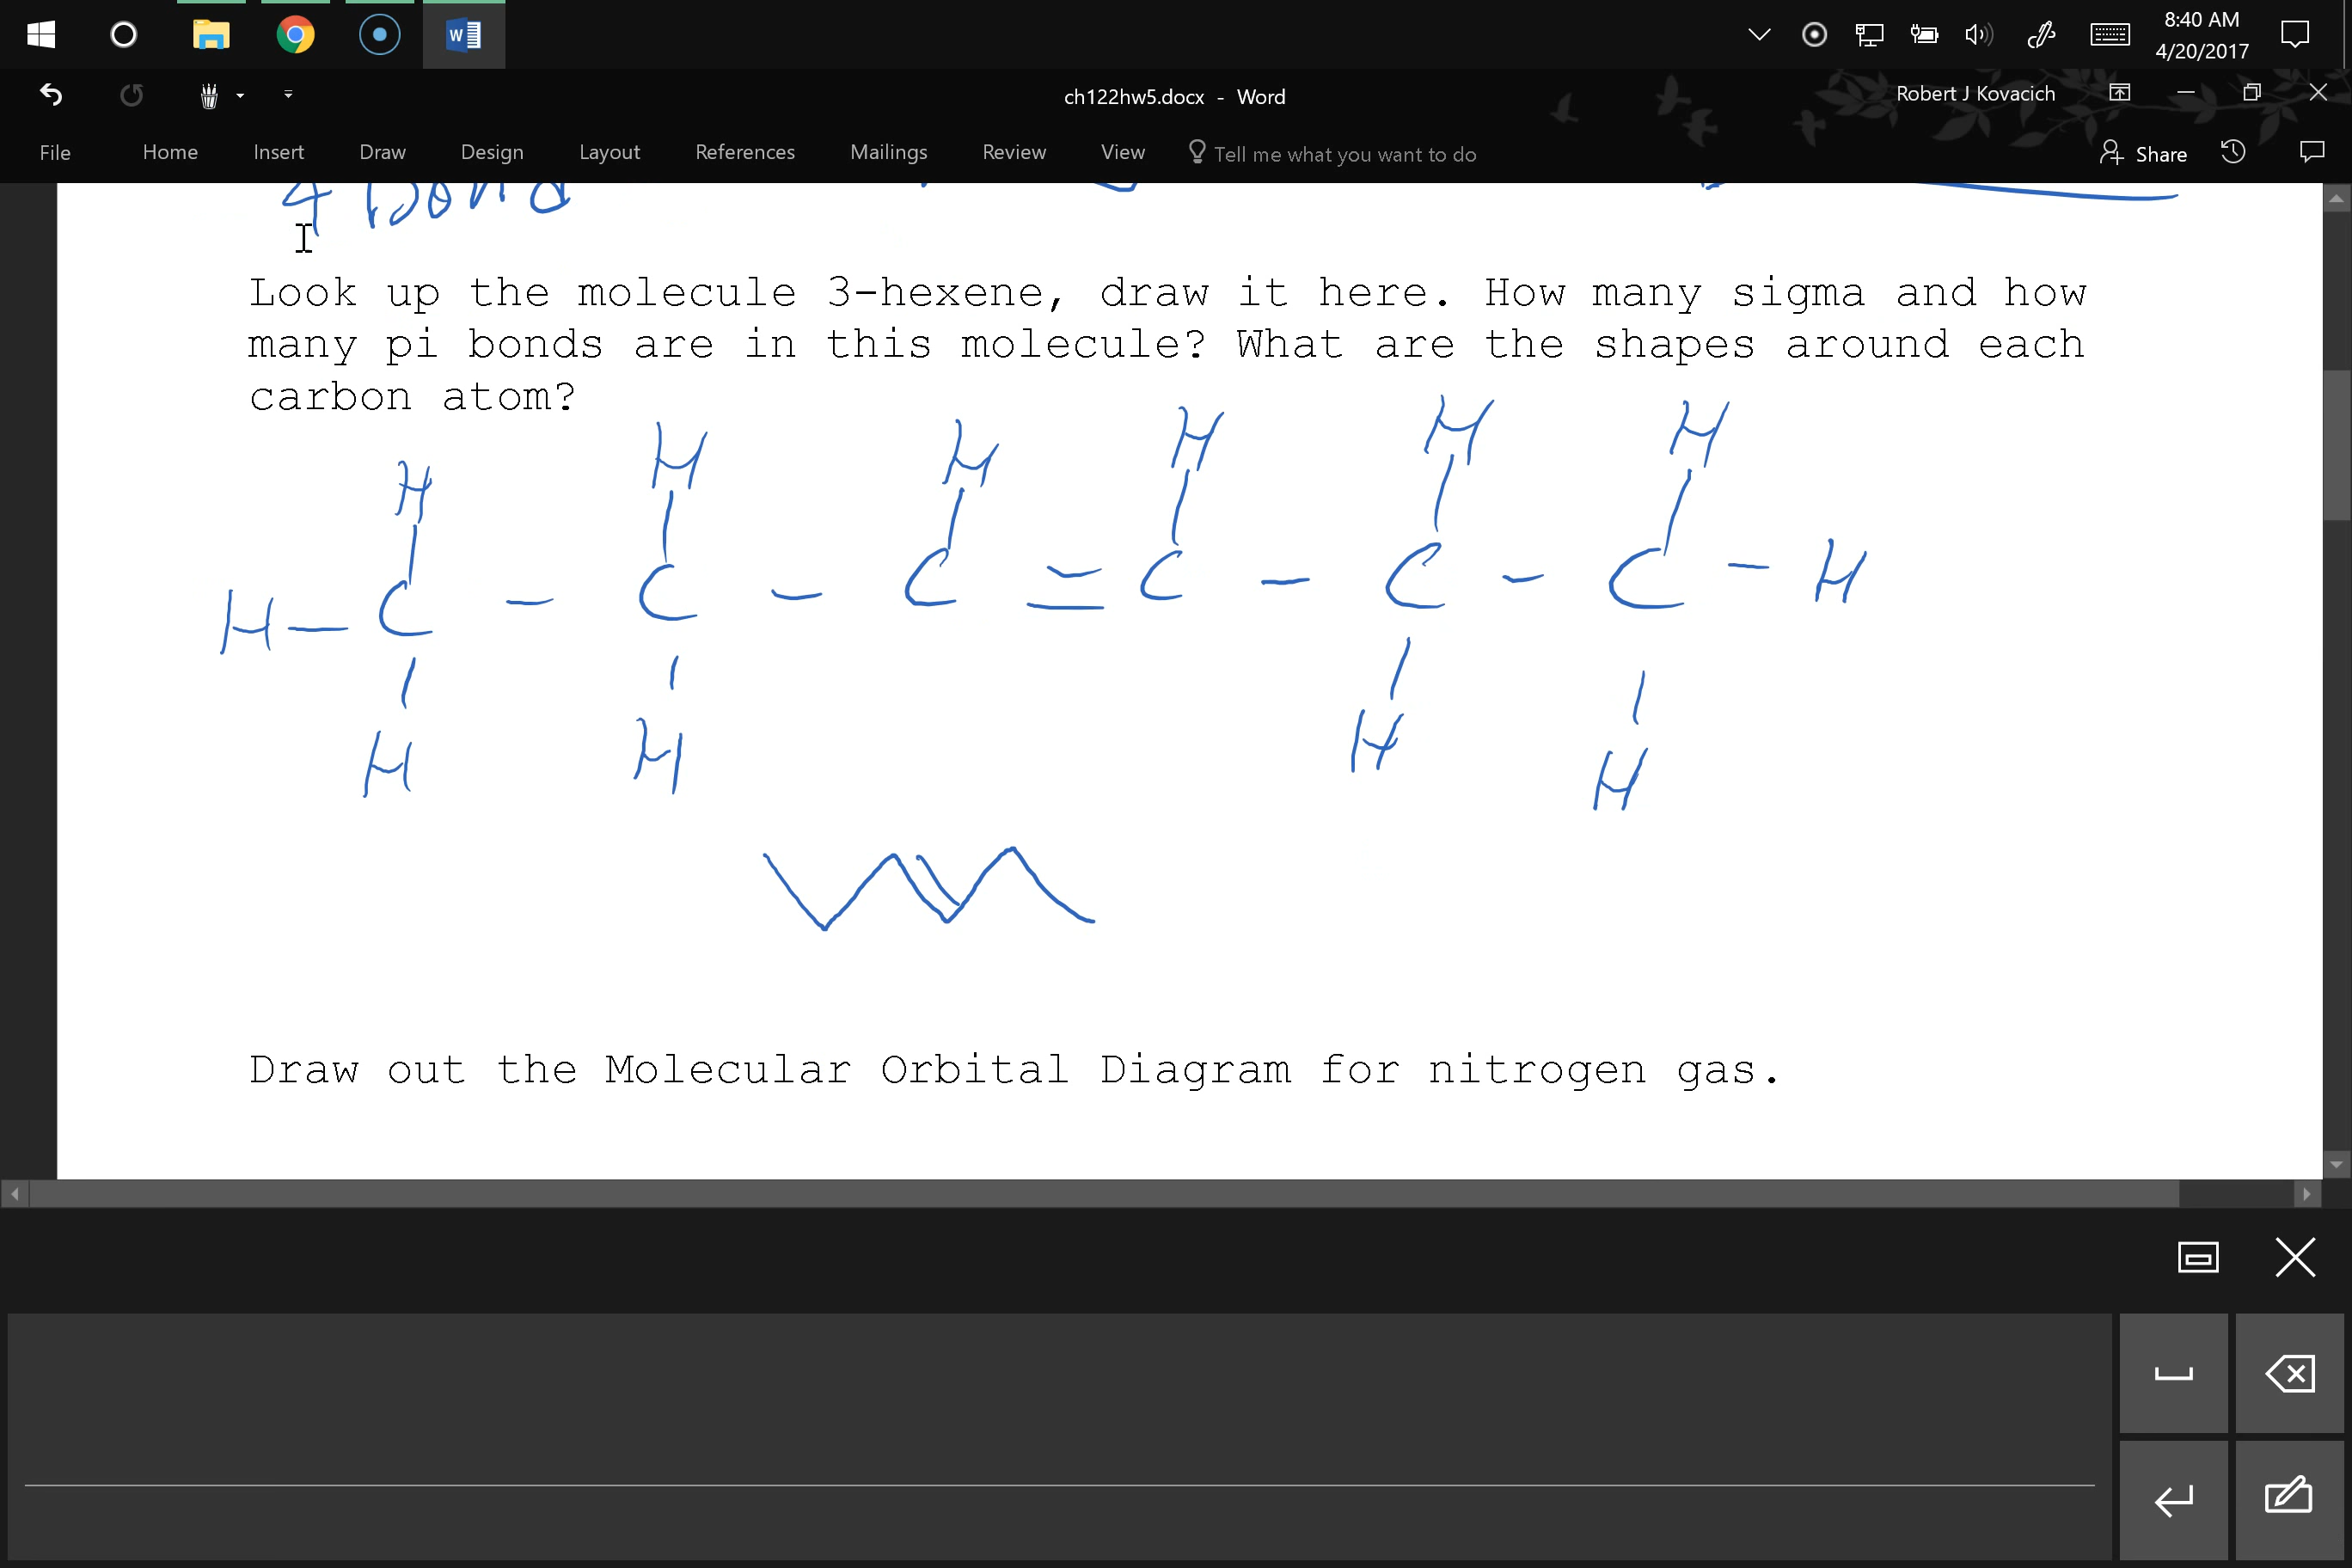 8:40 AM
4/20/2017
ch122hw5.docx - Word
Robert J Kovacich
File Home Insert Draw Design Layout References Mailings Review View Tell me what you want to do Share
4 bond
Look up the molecule 3-hexene, draw it here. How many sigma and how
many pi bonds are in this molecule? What are the shapes around each
carbon atom?
H H H H H H
H - C - C - C = C - C - C - H
H H H H
Draw out the Molecular Orbital Diagram for nitrogen gas.